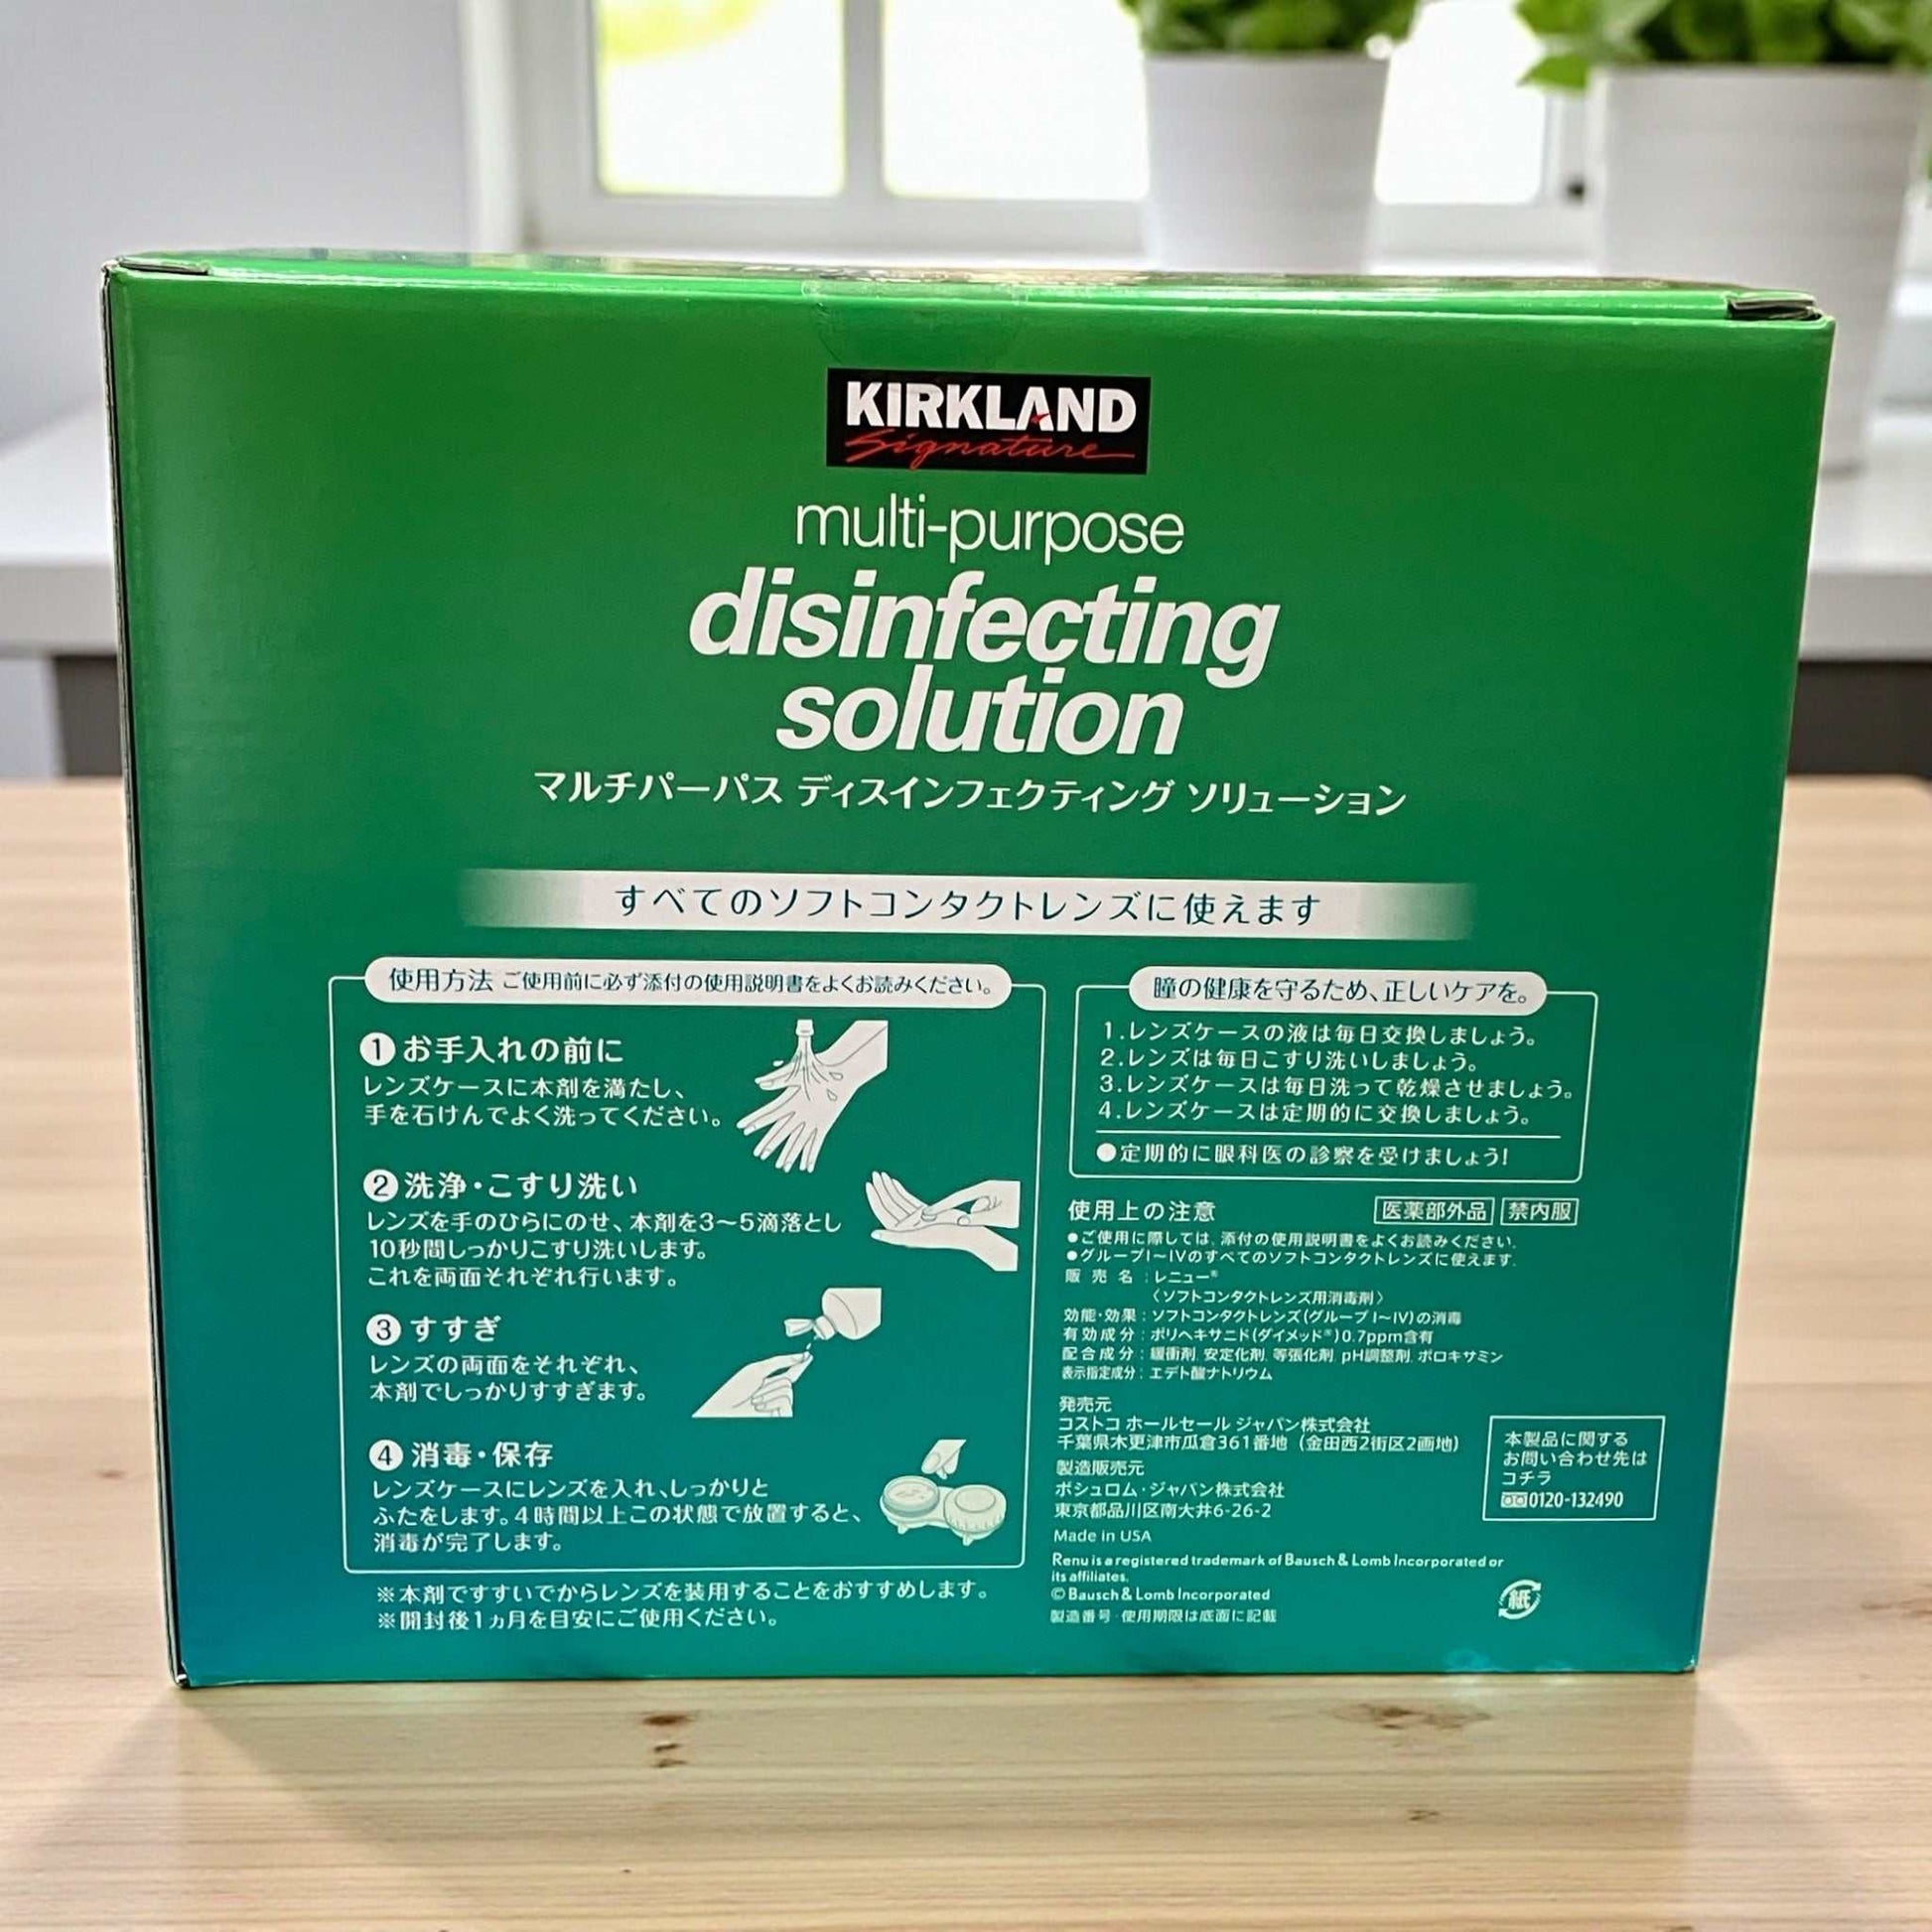 KIRKLAND
Signature
multi-purpose
disinfecting
solution
マルチパーパス ディスインフェクティング ソリューション
すべてのソフトコンタクトレンズに使えます
使用方法 ご使用前に必ず添付の使用説明書をよくお読みください。
①お手入れの前に
レンズケースに本剤を満たし、
手を石けんでよく洗ってください。
②洗浄・こすり洗い
レンズを手のひらにのせ、本剤を3〜5滴落とし
10秒間しっかりこすり洗いします。
これを両面それぞれ行います。
③すすぎ
レンズの両面をそれぞれ、
本剤でしっかりすすぎます。
④消毒・保存
レンズケースにレンズを入れ、しっかりと
ふたをします。4時間以上この状態で放置すると、
消毒が完了します。
※本剤ですすいでからレンズを装用することをおすすめします。
※開封後1ヵ月を目安にご使用ください。
瞳の健康を守るため、正しいケアを。
1.レンズケースの液は毎日交換しましょう。
2.レンズは毎日こすり洗いしましょう。
3.レンズケースは毎日洗って乾燥させましょう。
4.レンズケースは定期的に交換しましょう。
●定期的に眼科医の診察を受けましょう!
使用上の注意 医薬部外品 禁内服
●ご使用に際しては、添付の使用説明書をよくお読みください。
●グループI〜IVのすべてのソフトコンタクトレンズに使えます。
販売名:レニュー®
〈ソフトコンタクトレンズ用消毒剤〉
効能・効果:ソフトコンタクトレンズ(グループI〜IV)の消毒
有効成分:ポリヘキサニド(ダイメッド®)0.7ppm含有
配合成分:緩衝剤、安定化剤、等張化剤、pH調整剤、ポロキサミン
表示指定成分:エデト酸ナトリウム
発売元
コストコ ホールセール ジャパン株式会社
千葉県木更津市瓜倉361番地(金田西2街区2画地)
製造販売元
ボシュロム・ジャパン株式会社
東京都品川区南大井6-26-2
Made in USA
Renu is a registered trademark of Bausch & Lomb Incorporated or
its affiliates.
© Bausch & Lomb Incorporated
製造番号・使用期限は底面に記載
本製品に関する
お問い合わせ先は
コチラ
0120-132490
紙